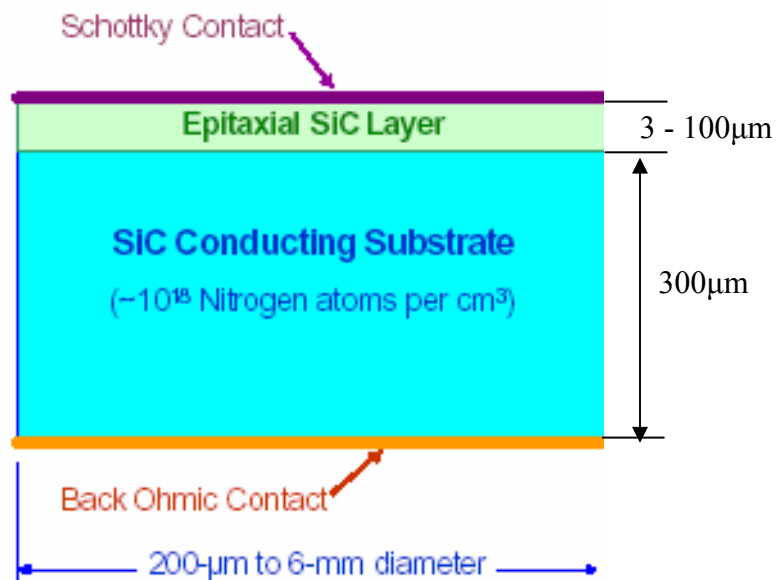 Schottky Contact
Epitaxial SiC Layer
3 - 100μm
SiC Conducting Substrate
(~10¹⁸ Nitrogen atoms per cm³)
300μm
Back Ohmic Contact
200-μm to 6-mm diameter